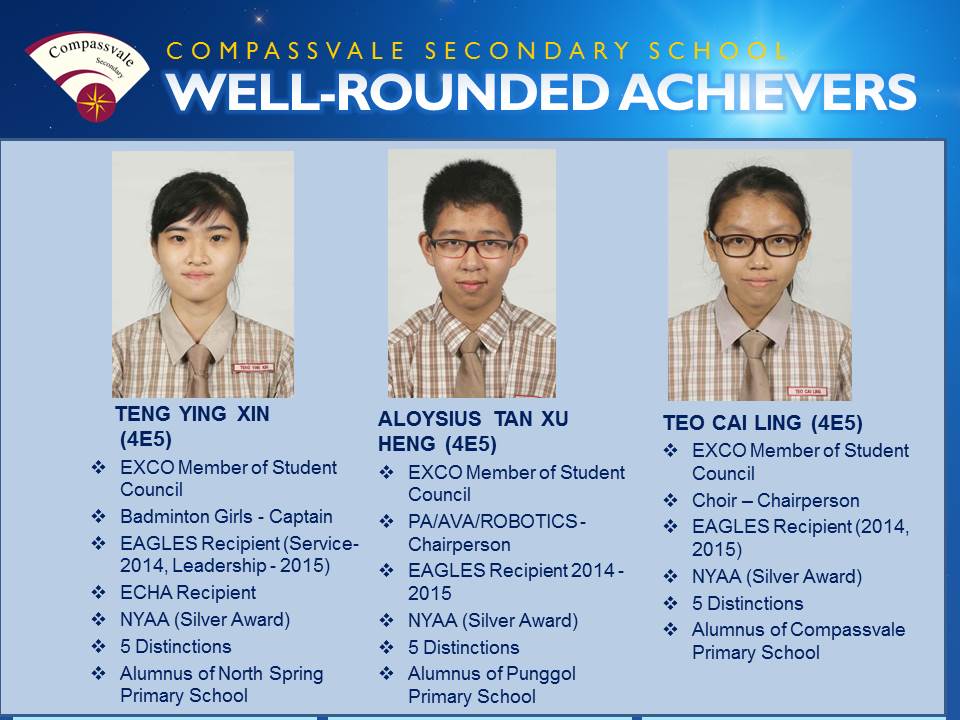 Compassvale
Secondary
COMPASSVALE SECONDARY SCHOOL
WELL-ROUNDED ACHIEVERS
TENG YING XIN
TEO CAI LING
TENG YING XIN
(4E5)
❖ EXCO Member of Student
Council
❖ Badminton Girls - Captain
❖ EAGLES Recipient (Service-
2014, Leadership - 2015)
❖ ECHA Recipient
❖ NYAA (Silver Award)
❖ 5 Distinctions
❖ Alumnus of North Spring
Primary School
ALOYSIUS TAN XU
HENG (4E5)
❖ EXCO Member of Student
Council
❖ PA/AVA/ROBOTICS -
Chairperson
❖ EAGLES Recipient 2014 -
2015
❖ NYAA (Silver Award)
❖ 5 Distinctions
❖ Alumnus of Punggol
Primary School
TEO CAI LING (4E5)
❖ EXCO Member of Student
Council
❖ Choir – Chairperson
❖ EAGLES Recipient (2014,
2015)
❖ NYAA (Silver Award)
❖ 5 Distinctions
❖ Alumnus of Compassvale
Primary School